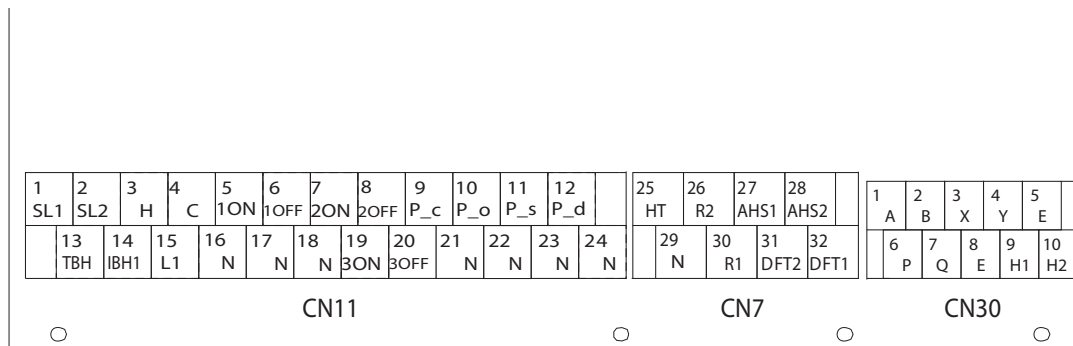 1 2 3 4 5 6 7 8 9 10 11 12
SL1 SL2 H C 1ON 1OFF 2ON 2OFF P_c P_o P_s P_d
13 14 15 16 17 18 19 20 21 22 23 24
TBH IBH1 L1 N N N 3ON 3OFF N N N N
CN11
25 26 27 28
HT R2 AHS1 AHS2
29 30 31 32
N R1 DFT2 DFT1
CN7
1 2 3 4 5
A B X Y E
6 7 8 9 10
P Q E H1 H2
CN30